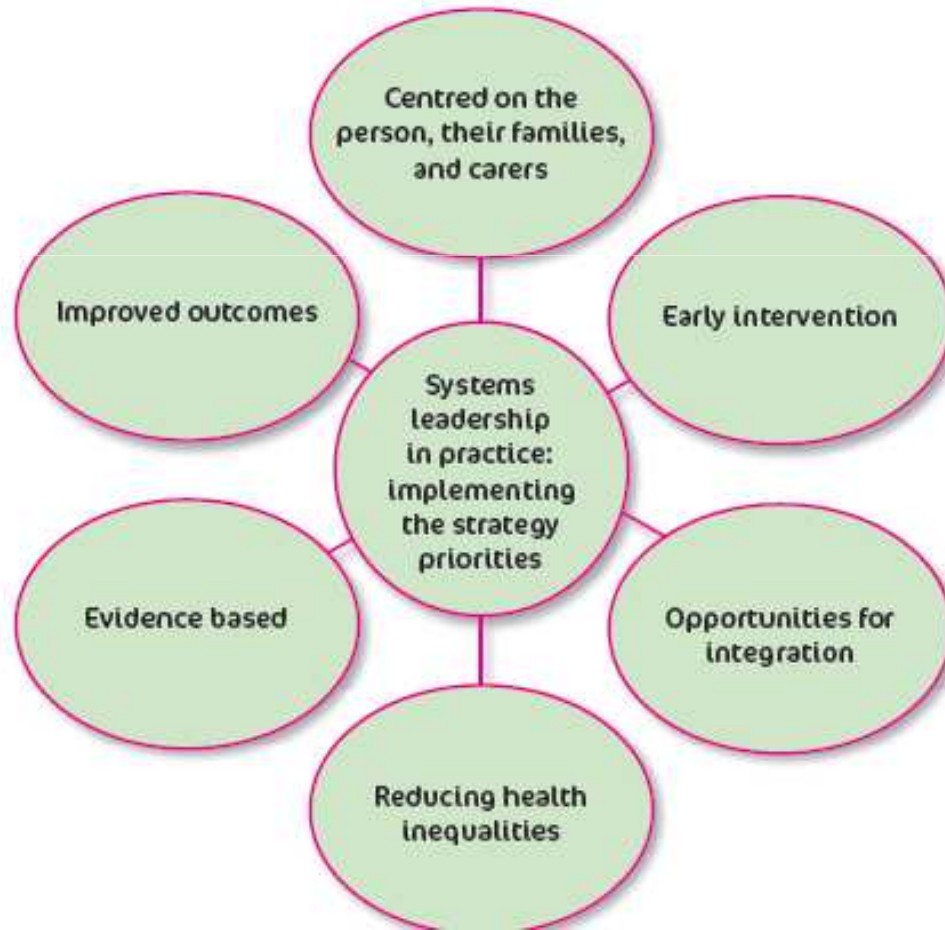 Centred on the
person, their families,
and carers
Improved outcomes
Early intervention
Systems
leadership
in practice:
implementing
the strategy
priorities
Evidence based
Opportunities for
integration
Reducing health
inequalities